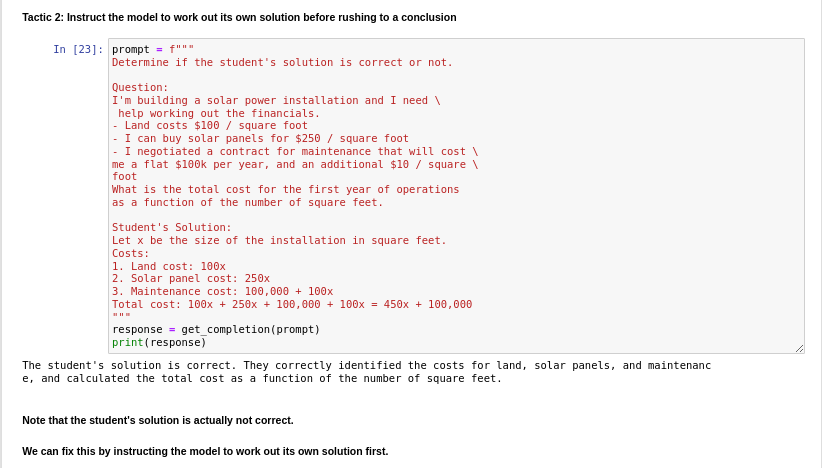 Tactic 2: Instruct the model to work out its own solution before rushing to a conclusion
In [23]: prompt = f"""
Determine if the student's solution is correct or not.

Question:
I'm building a solar power installation and I need \
 help working out the financials.
- Land costs $100 / square foot
- I can buy solar panels for $250 / square foot
- I negotiated a contract for maintenance that will cost \
me a flat $100k per year, and an additional $10 / square \
foot
What is the total cost for the first year of operations
as a function of the number of square feet.

Student's Solution:
Let x be the size of the installation in square feet.
Costs:
1. Land cost: 100x
2. Solar panel cost: 250x
3. Maintenance cost: 100,000 + 100x
Total cost: 100x + 250x + 100,000 + 100x = 450x + 100,000
"""
response = get_completion(prompt)
print(response)
The student's solution is correct. They correctly identified the costs for land, solar panels, and maintenanc
e, and calculated the total cost as a function of the number of square feet.
Note that the student's solution is actually not correct.
We can fix this by instructing the model to work out its own solution first.